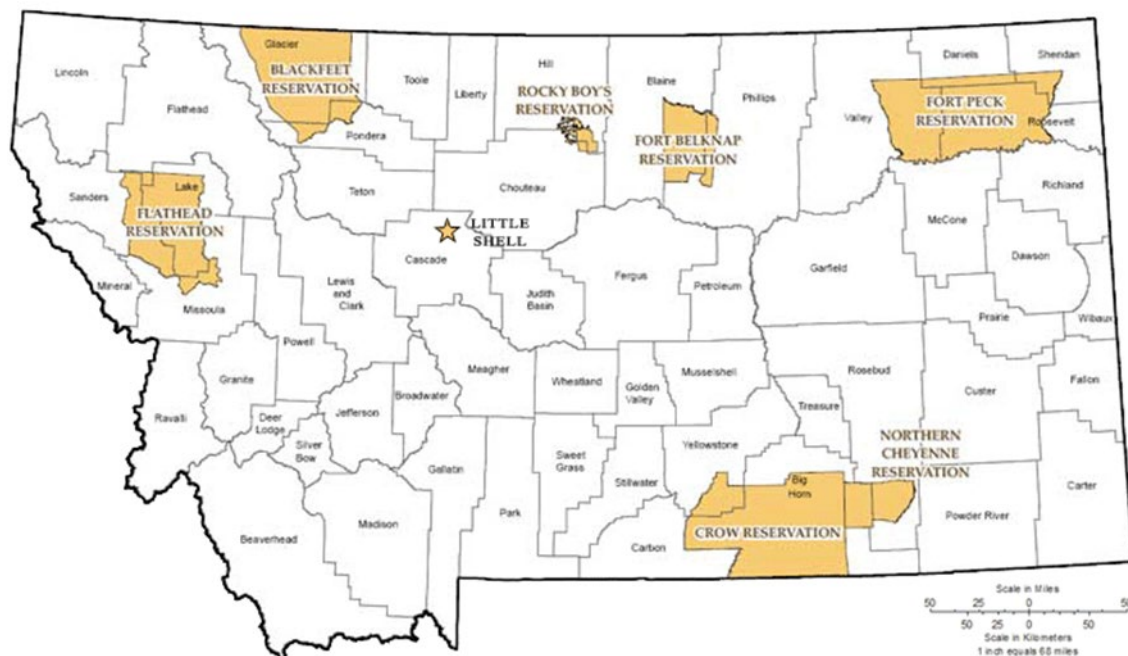 Lincoln
Flathead
Glacier
BLACKFEET
RESERVATION
Toole
Liberty
Hill
ROCKY BOY'S
RESERVATION
Blaine
Phillips
Valley
Daniels
Sheridan
FORT PECK
RESERVATION
Roosevelt
Pondera
FORT BELKNAP
RESERVATION
Sanders
Lake
FLATHEAD
RESERVATION
Teton
Chouteau
Richland
McCone
LITTLE
SHELL
Cascade
Mineral
Missoula
Lewis
and
Clark
Judith
Basin
Fergus
Petroleum
Garfield
Dawson
Prairie
Wibaux
Powell
Granite
Ravalli
Deer
Lodge
Silver
Bow
Jefferson
Broadwater
Meagher
Wheatland
Golden
Valley
Musselshell
Treasure
Rosebud
Custer
Fallon
Yellowstone
NORTHERN
CHEYENNE
RESERVATION
Gallatin
Sweet
Grass
Stillwater
Big
Horn
Carter
Beaverhead
Madison
Park
Carbon
CROW RESERVATION
Powder River
Scale in Miles
50 25 0 50
50 25 0 50
Scale in Kilometers
1 inch equals 68 miles